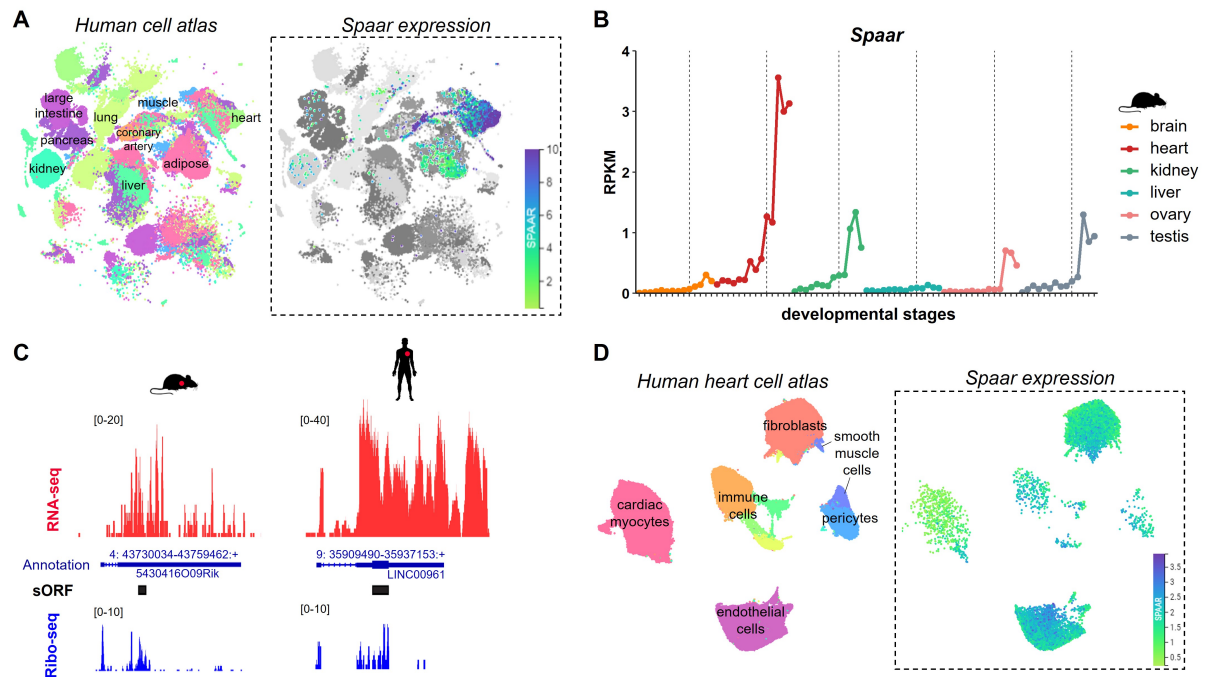 A
Human cell atlas
Spaar expression
large
intestine
pancreas
kidney
lung
muscle
coronary
artery
liver
adipose
heart
10
8
6
4
2
SPAAR
B
Spaar
4
3
2
1
0
RPKM
developmental stages
brain
heart
kidney
liver
ovary
testis
C
[0-20]
[0-40]
RNA-seq
Annotation
4: 43730034-43759462:+
5430416O09Rik
9: 35909490-35937153:+
LINC00961
sORF
[0-10]
[0-10]
Ribo-seq
D
Human heart cell atlas
Spaar expression
fibroblasts
smooth
muscle
cells
cardiac
myocytes
immune
cells
pericytes
endothelial
cells
3.5
3
2.5
2
1.5
1
0.5
SPAAR